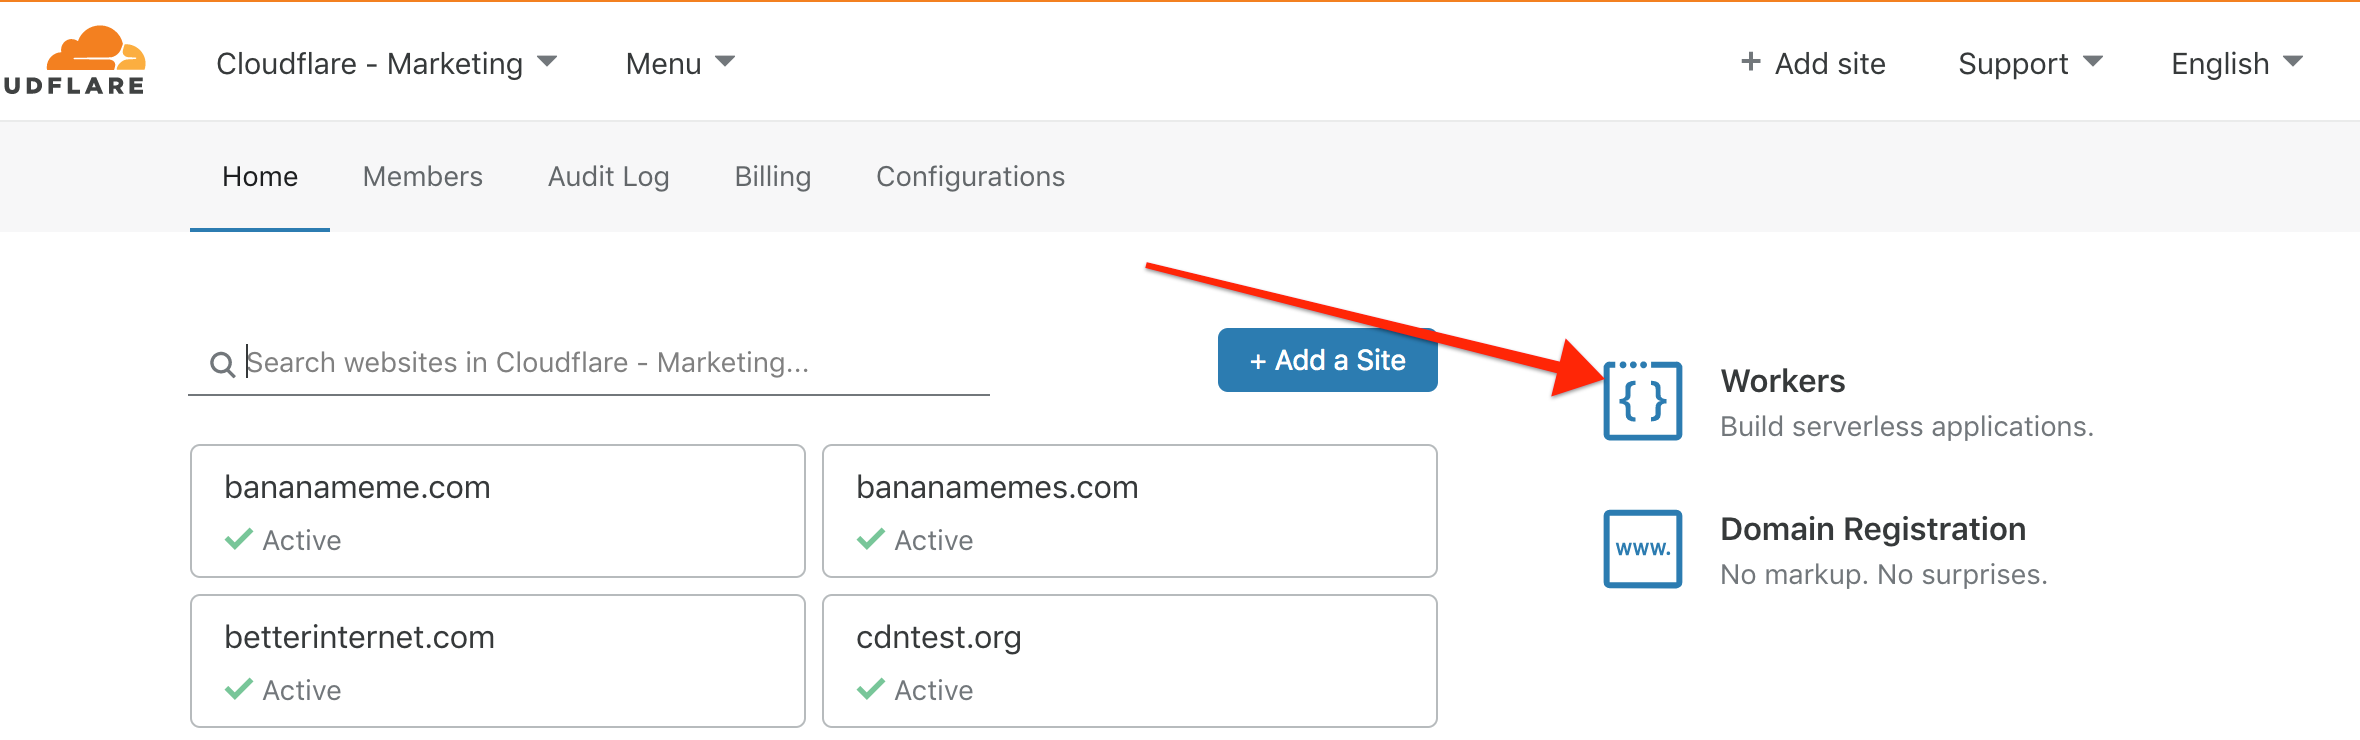 UDFLARE
Cloudflare - Marketing
Menu
+ Add site
Support
English
Home
Members
Audit Log
Billing
Configurations
Search websites in Cloudflare - Marketing...
+ Add a Site
bananameme.com
Active
bananamemes.com
Active
betterinternet.com
Active
cdntest.org
Active
{ }
Workers
Build serverless applications.
www.
Domain Registration
No markup. No surprises.